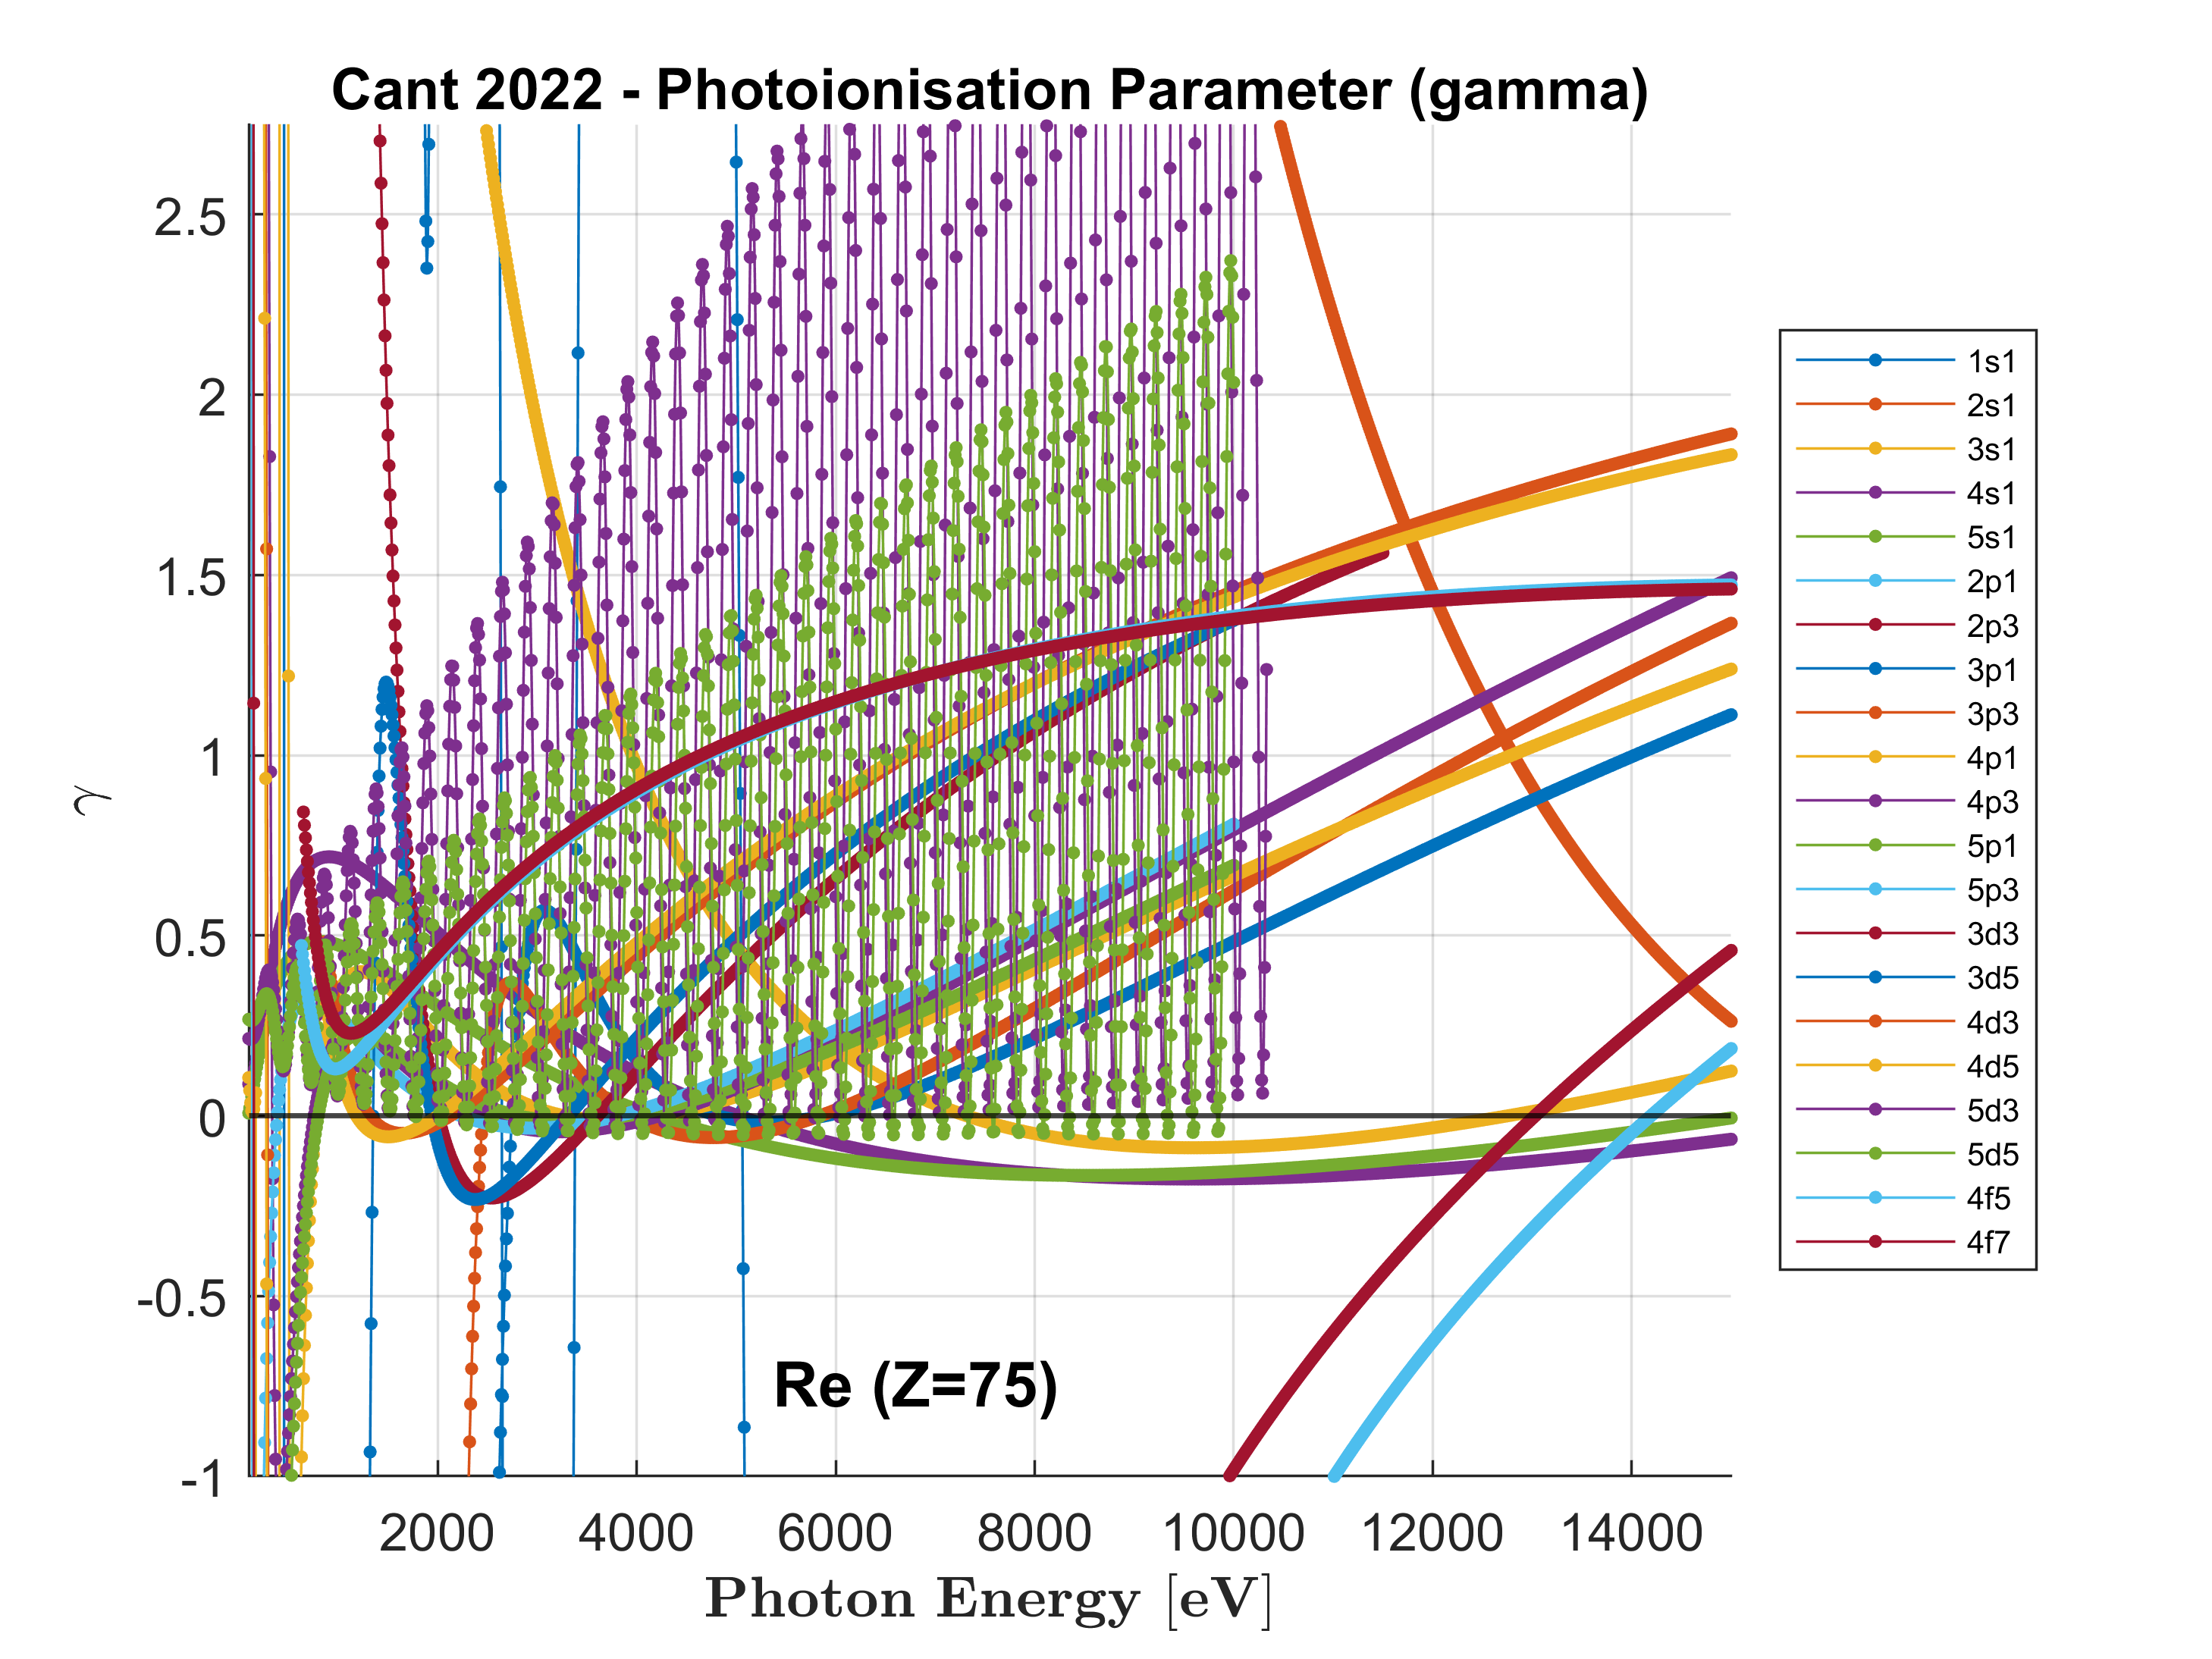 Cant 2022 - Photoionisation Parameter (gamma)
2.5
2
1.5
1
0.5
0
-0.5
-1
γ
2000 4000 6000 8000 10000 12000 14000
Photon Energy [eV]
Re (Z=75)
1s1
2s1
3s1
4s1
5s1
2p1
2p3
3p1
3p3
4p1
4p3
5p1
5p3
3d3
3d5
4d3
4d5
5d3
5d5
4f5
4f7